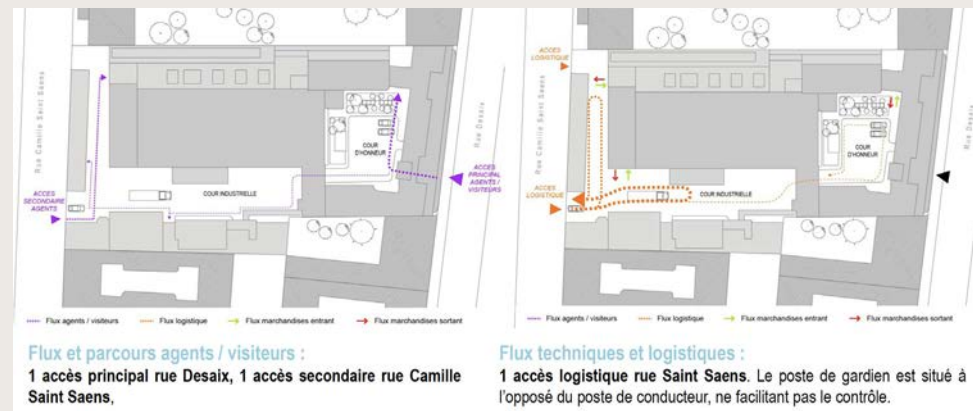 Rue Camille Saint Saens
ACCES
SECONDAIRE
AGENTS
COUR INDUSTRIELLE
COUR
D'HONNEUR
Rue Desaix
ACCES
PRINCIPAL
AGENTS /
VISITEURS
Flux agents / visiteurs
Flux logistique
Flux marchandises entrant
Flux marchandises sortant
Flux et parcours agents / visiteurs :
1 accès principal rue Desaix, 1 accès secondaire rue Camille
Saint Saens,
ACCES
LOGISTIQUE
Rue Camille Saint Saens
ACCES
LOGISTIQUE
COUR INDUSTRIELLE
COUR
D'HONNEUR
Rue Desaix
Flux agents / visiteurs
Flux logistique
Flux marchandises entrant
Flux marchandises sortant
Flux techniques et logistiques :
1 accès logistique rue Saint Saens. Le poste de gardien est situé à
l'opposé du poste de conducteur, ne facilitant pas le contrôle.